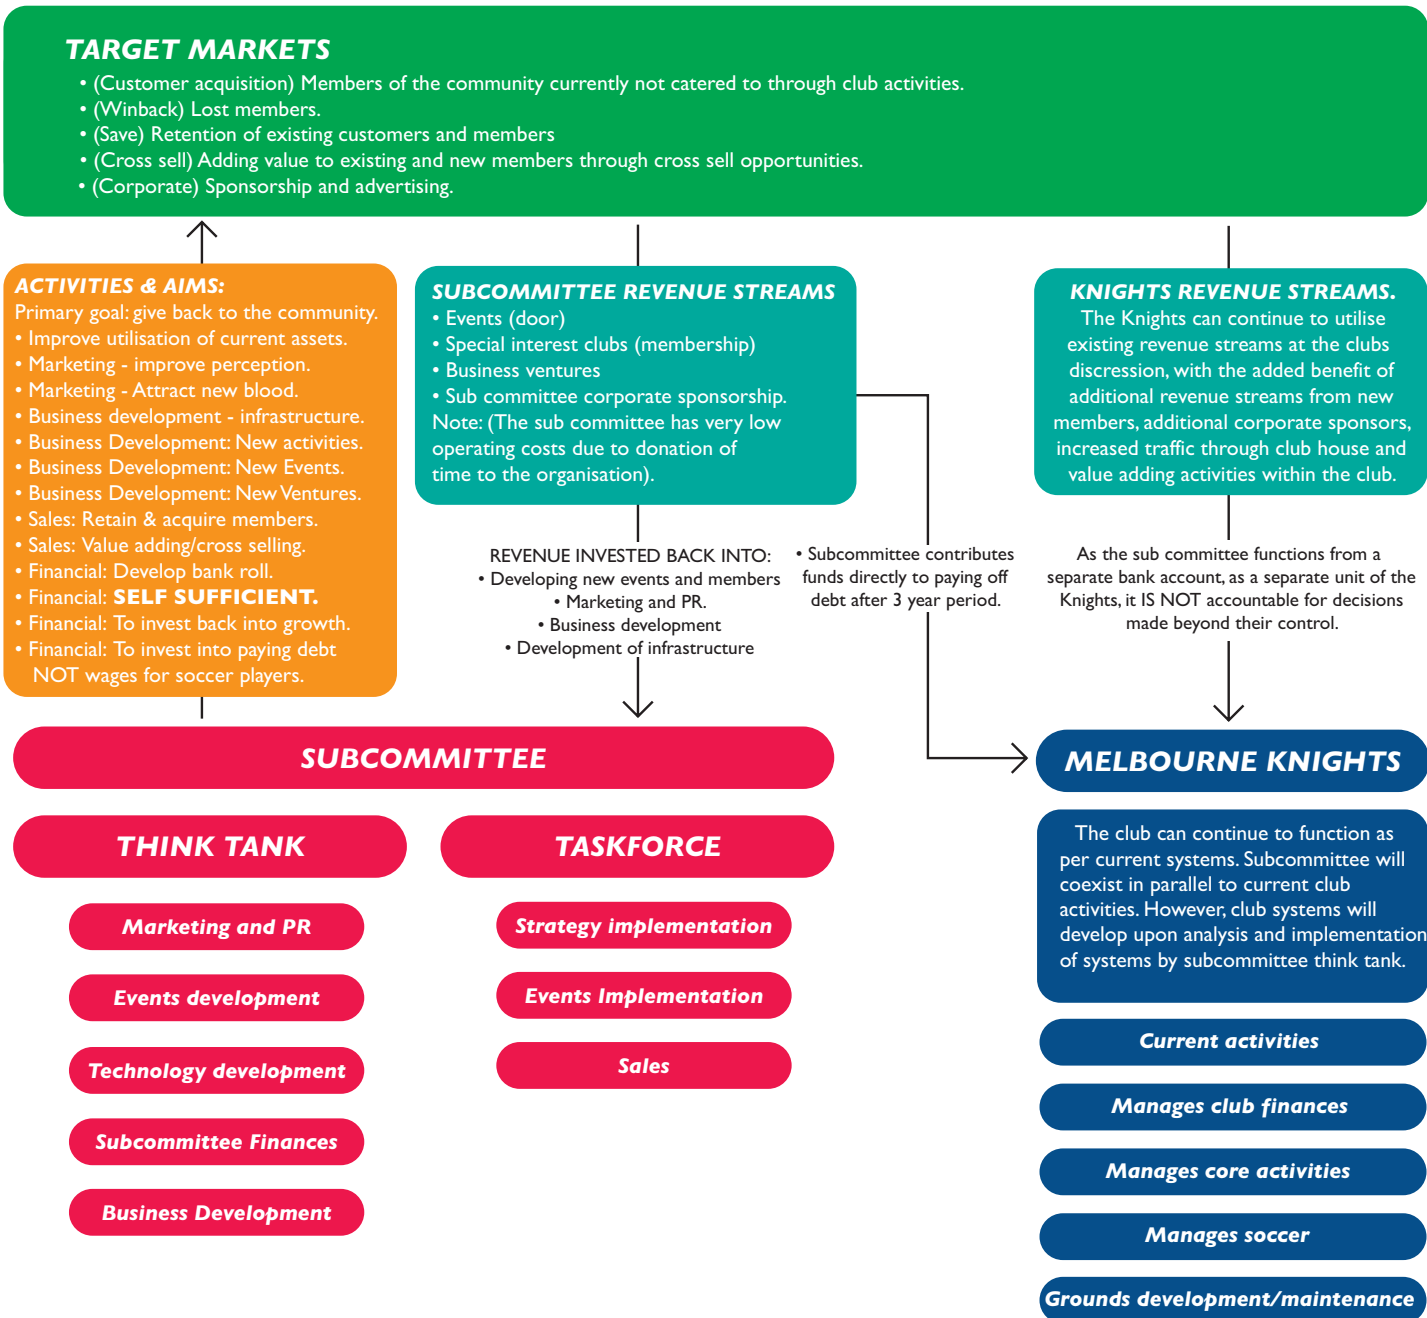 TARGET MARKETS
• (Customer acquisition) Members of the community currently not catered to through club activities.
• (Winback) Lost members.
• (Save) Retention of existing customers and members
• (Cross sell) Adding value to existing and new members through cross sell opportunities.
• (Corporate) Sponsorship and advertising.
ACTIVITIES & AIMS:
Primary goal: give back to the community.
• Improve utilisation of current assets.
• Marketing - improve perception.
• Marketing - Attract new blood.
• Business development - infrastructure.
• Business Development: New activities.
• Business Development: New Events.
• Business Development: New Ventures.
• Sales: Retain & acquire members.
• Sales: Value adding/cross selling.
• Financial: Develop bank roll.
• Financial: SELF SUFFICIENT.
• Financial: To invest back into growth.
• Financial: To invest into paying debt
NOT wages for soccer players.
SUBCOMMITTEE REVENUE STREAMS
• Events (door)
• Special interest clubs (membership)
• Business ventures
• Sub committee corporate sponsorship.
Note: (The sub committee has very low
operating costs due to donation of
time to the organisation).
KNIGHTS REVENUE STREAMS.
The Knights can continue to utilise
existing revenue streams at the clubs
discression, with the added benefit of
additional revenue streams from new
members, additional corporate sponsors,
increased traffic through club house and
value adding activities within the club.
REVENUE INVESTED BACK INTO:
• Developing new events and members
• Marketing and PR.
• Business development
• Development of infrastructure
• Subcommittee contributes
funds directly to paying off
debt after 3 year period.
As the sub committee functions from a
separate bank account, as a separate unit of the
Knights, it IS NOT accountable for decisions
made beyond their control.
SUBCOMMITTEE
THINK TANK
Marketing and PR
Events development
Technology development
Subcommittee Finances
Business Development
TASKFORCE
Strategy implementation
Events Implementation
Sales
MELBOURNE KNIGHTS
The club can continue to function as
per current systems. Subcommittee will
coexist in parallel to current club
activities. However, club systems will
develop upon analysis and implementation
of systems by subcommittee think tank.
Current activities
Manages club finances
Manages core activities
Manages soccer
Grounds development/maintenance